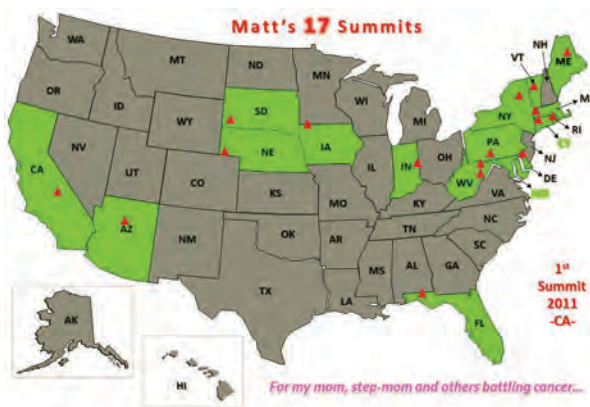 Matt's 17 Summits
WA
MT
ND
MN
VT
NH
ME
OR
ID
SD
WI
MI
NY
M
RI
WY
NE
IA
PA
NJ
DE
CA
NV
UT
CO
IL
IN
OH
WV
VA
KS
MO
KY
AZ
NM
OK
AR
TN
NC
SC
TX
LA
MS
AL
GA
FL
1st
Summit
2011
-CA-
AK
HI
For my mom, step-mom and others battling cancer...